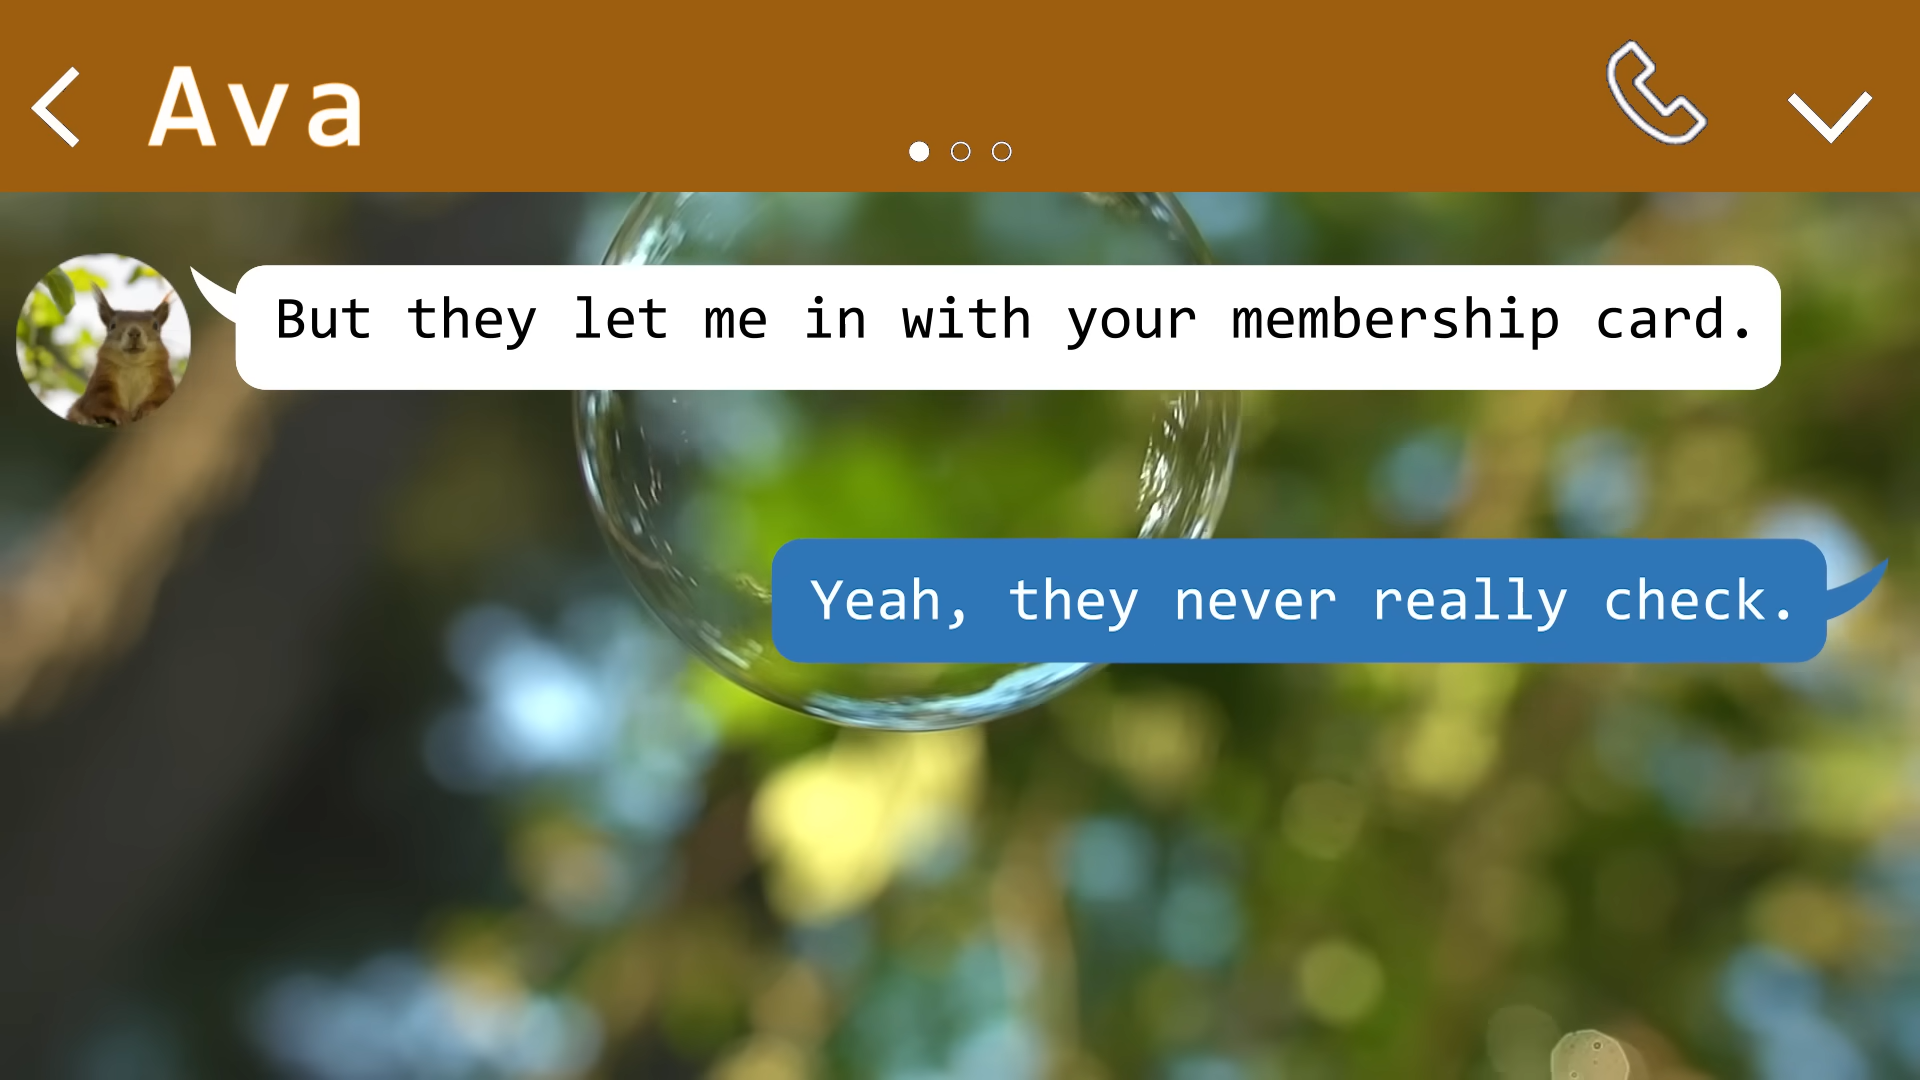 Ava
But they let me in with your membership card.
Yeah, they never really check.